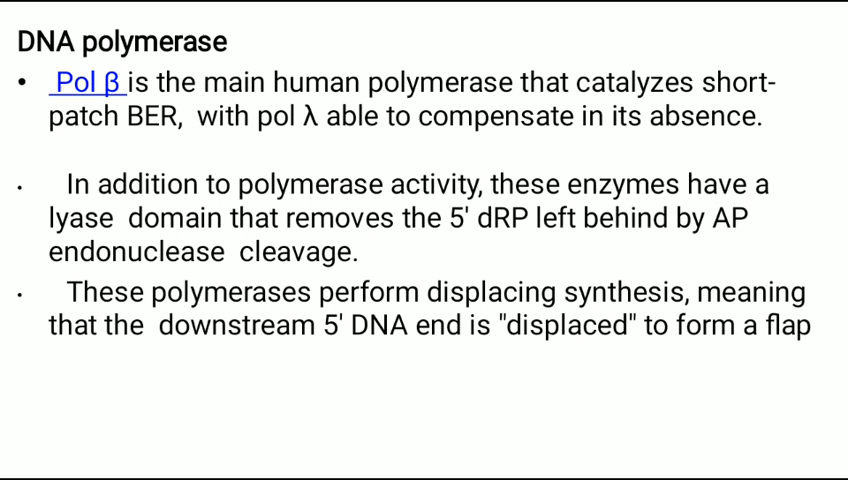 DNA polymerase
• Pol β is the main human polymerase that catalyzes short-
patch BER, with pol λ able to compensate in its absence.
• In addition to polymerase activity, these enzymes have a
lyase domain that removes the 5' dRP left behind by AP
endonuclease cleavage.
• These polymerases perform displacing synthesis, meaning
that the downstream 5' DNA end is "displaced" to form a flap